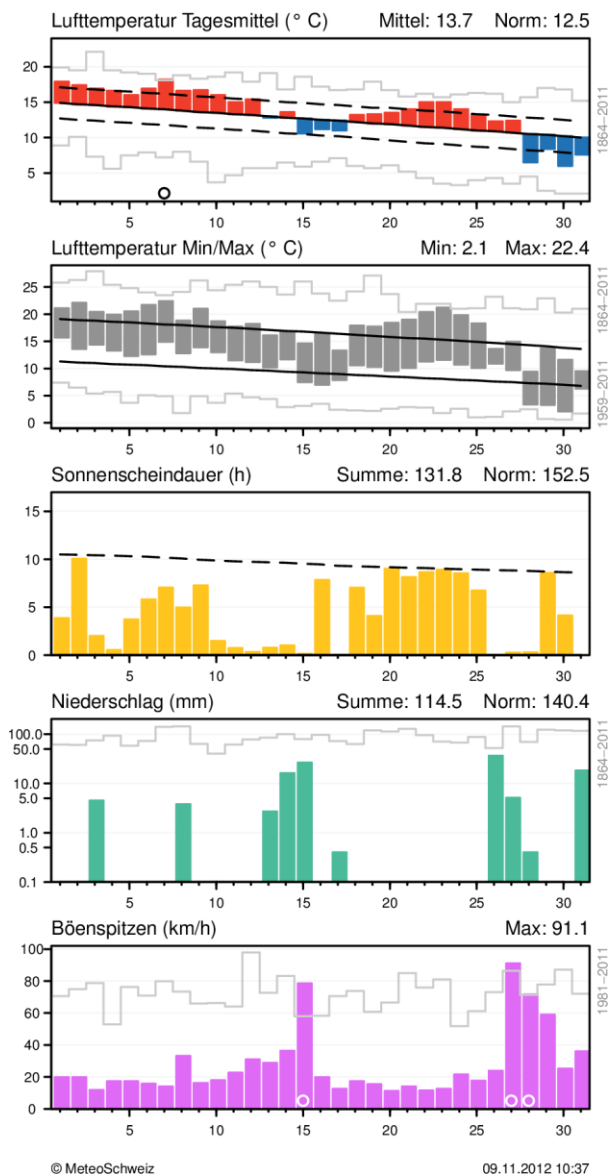 Lufttemperatur Tagesmittel (° C) Mittel: 13.7 Norm: 12.5
20
15
10
5
1864–2011
5 10 15 20 25 30
Lufttemperatur Min/Max (° C) Min: 2.1 Max: 22.4
25
20
15
10
5
0
1864–2011
1959–2011
5 10 15 20 25 30
Sonnenscheindauer (h) Summe: 131.8 Norm: 152.5
15
10
5
0
5 10 15 20 25 30
Niederschlag (mm) Summe: 114.5 Norm: 140.4
100.0
50.0
10.0
5.0
1.0
0.5
0.1
1864–2011
5 10 15 20 25 30
Böenspitzen (km/h) Max: 91.1
100
80
60
40
20
0
1981–2011
5 10 15 20 25 30
© MeteoSchweiz 09.11.2012 10:37